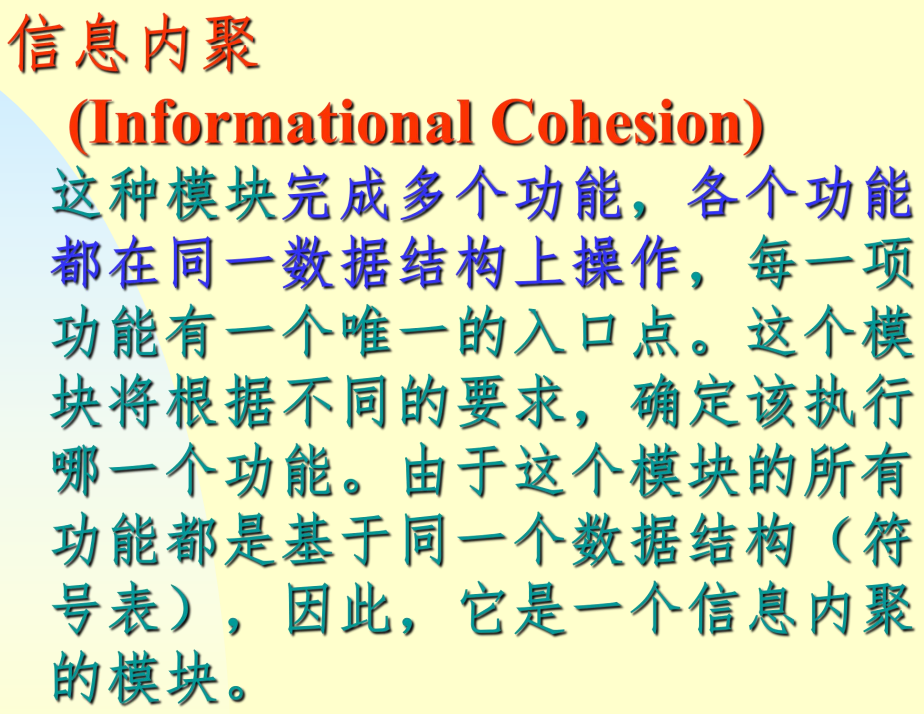 信息内聚
(Informational Cohesion)
这种模块完成多个功能，各个功能
都在同一数据结构上操作，每一项
功能有一个唯一的入口点。这个模
块将根据不同的要求，确定该执行
哪一个功能。由于这个模块的所有
功能都是基于同一个数据结构（符
号表），因此，它是一个信息内聚
的模块。